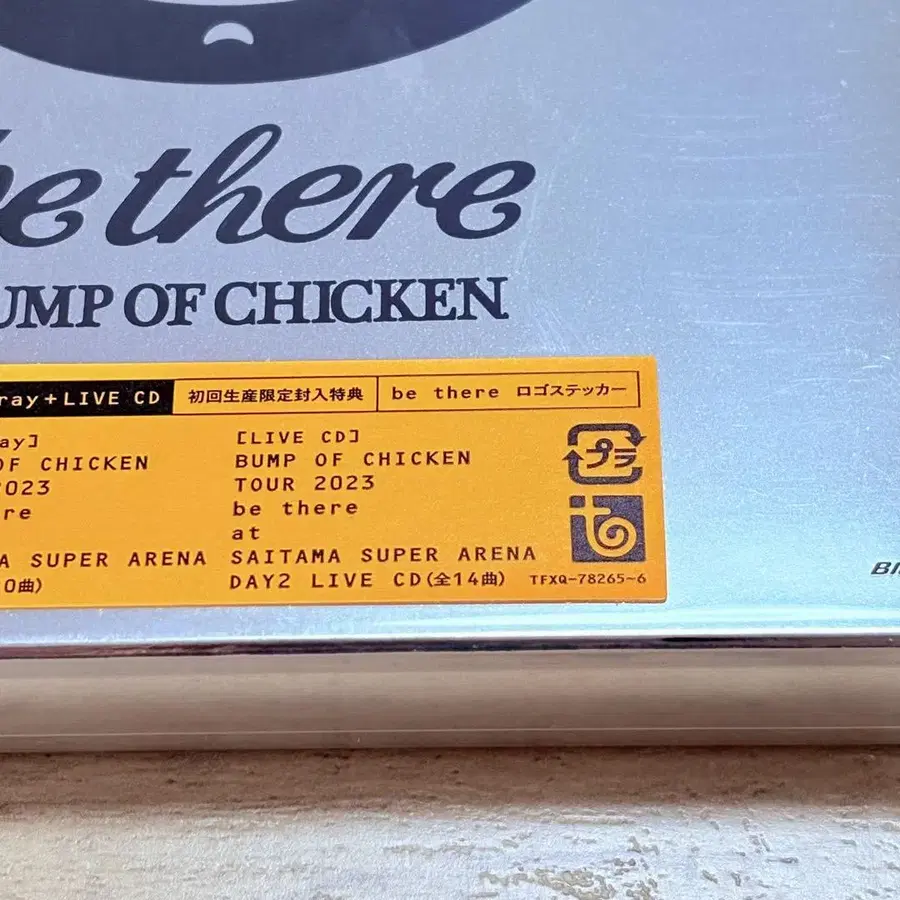 be there
BUMP OF CHICKEN
ray+LIVE CD 初回生産限定封入特典 be there ロゴステッカー
ay]
OF CHICKEN
2023
re
A SUPER ARENA
0曲)
[LIVE CD]
BUMP OF CHICKEN
TOUR 2023
be there
at
SAITAMA SUPER ARENA
DAY2 LIVE CD(全14曲)
プラ
TFXQ-78265~6